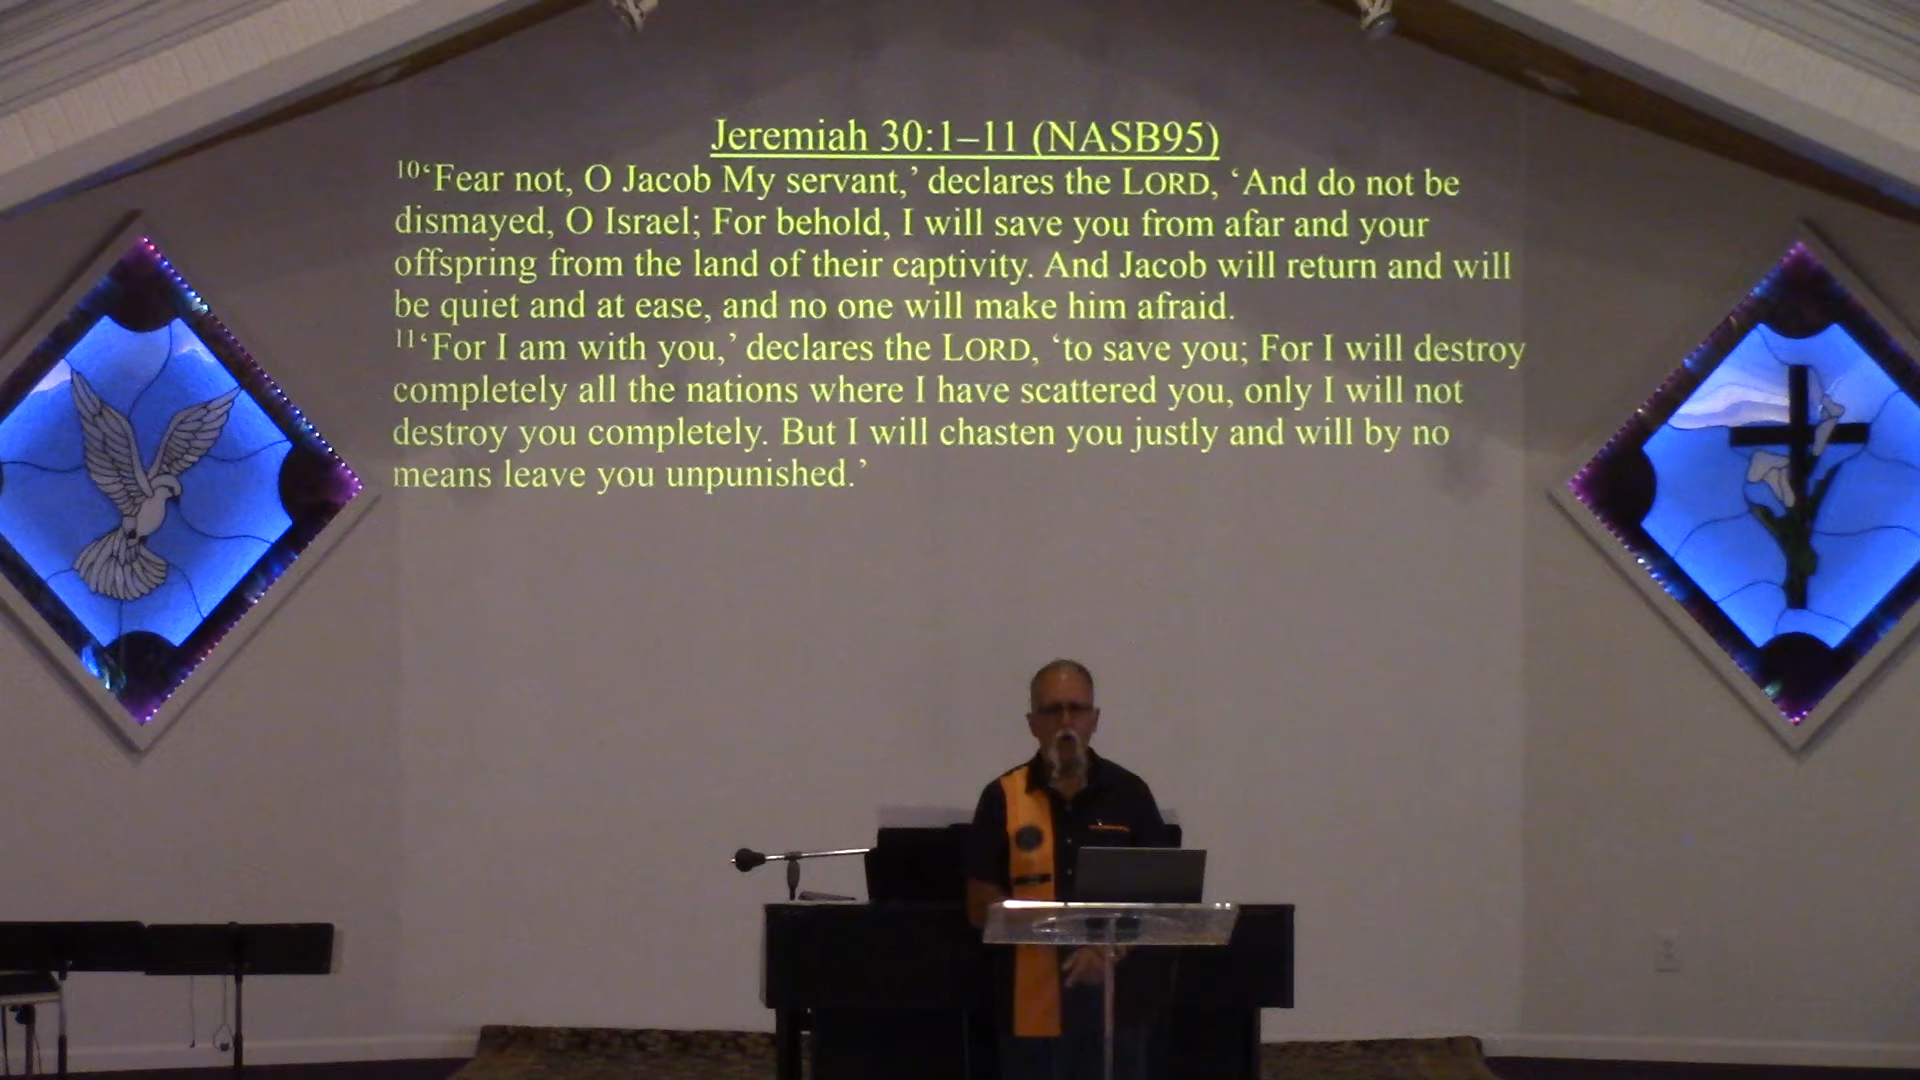 Jeremiah 30:1–11 (NASB95)
10‘Fear not, O Jacob My servant,’ declares the LORD, ‘And do not be
dismayed, O Israel; For behold, I will save you from afar and your
offspring from the land of their captivity. And Jacob will return and will
be quiet and at ease, and no one will make him afraid.
11‘For I am with you,’ declares the LORD, ‘to save you; For I will destroy
completely all the nations where I have scattered you, only I will not
destroy you completely. But I will chasten you justly and will by no
means leave you unpunished.’